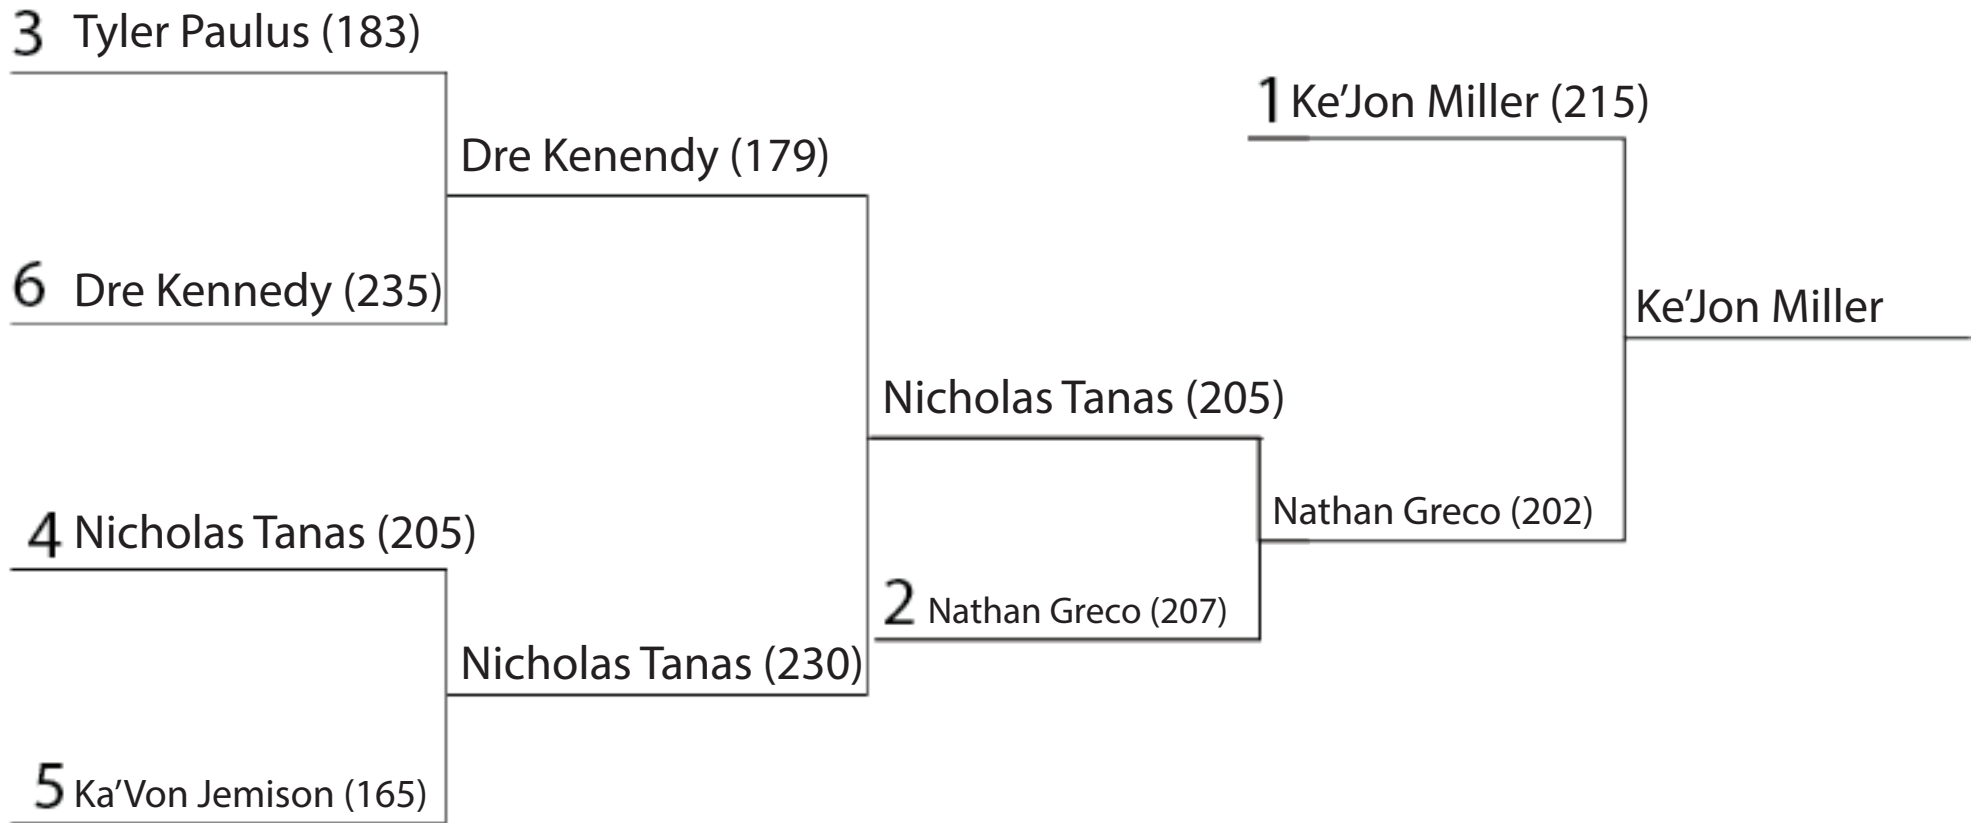 3 Tyler Paulus (183)
1 Ke'Jon Miller (215)
Dre Kenendy (179)
6 Dre Kennedy (235)
Ke'Jon Miller
Nicholas Tanas (205)
4 Nicholas Tanas (205)
Nathan Greco (202)
2 Nathan Greco (207)
Nicholas Tanas (230)
5 Ka'Von Jemison (165)